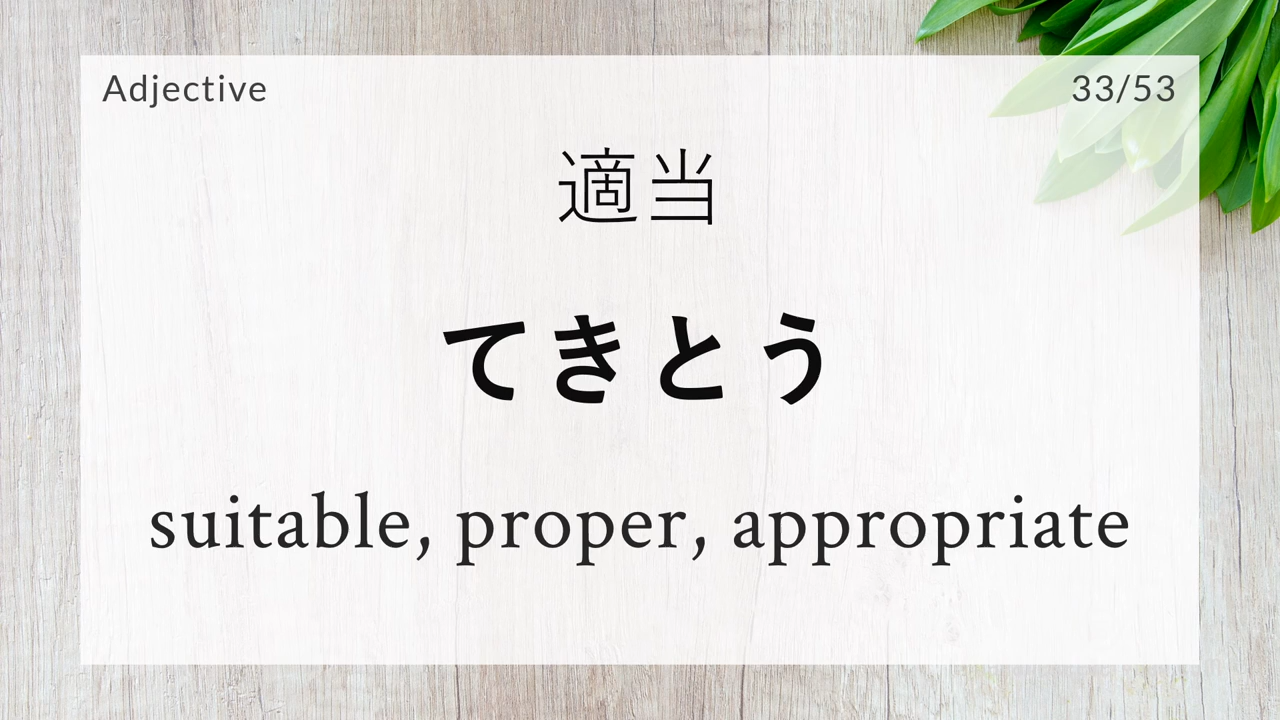 Adjective
33/53
適当
てきとう
suitable, proper, appropriate